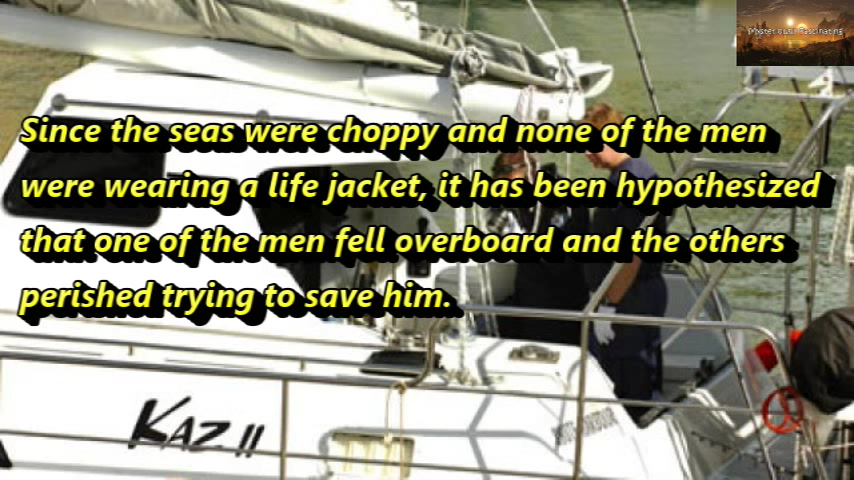 Since the seas were choppy and none of the men
were wearing a life jacket, it has been hypothesized
that one of the men fell overboard and the others
perished trying to save him.
KAZ II